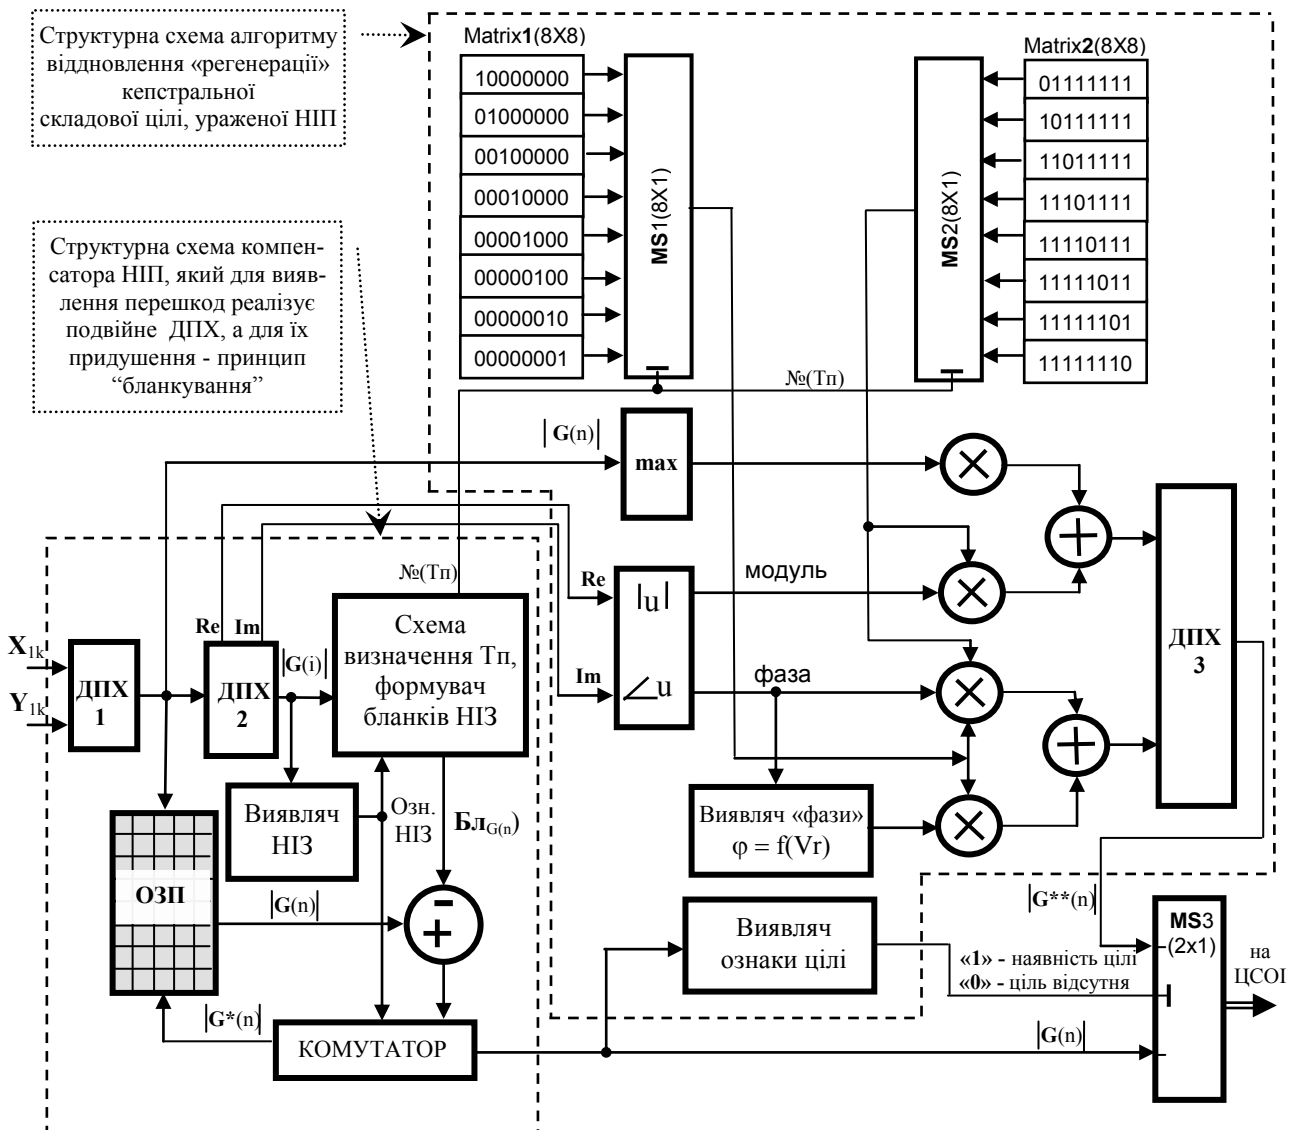 Структурна схема алгоритму
віддновлення «регенерації»
кепстральної
складової цілі, ураженої НІП
Matrix1(8X8)
10000000
01000000
00100000
00010000
00001000
00000100
00000010
00000001
MS1(8X1)
MS2(8X1)
Matrix2(8X8)
01111111
10111111
11011111
11101111
11110111
11111011
11111101
11111110
Структурна схема компен-
сатора НІП, який для вияв-
лення перешкод реалізує
подвійне ДПХ, а для їх
придушення - принцип
“бланкування”
№(Тп)
|G(n)|
max
№(Тп)
Re
Im
|u|
∠u
модуль
фаза
X1k
Y1k
ДПХ
1
Re Im
ДПХ
2
|G(i)|
Схема
визначення Тп,
формувач
бланків НІЗ
ДПХ
3
Виявляч
НІЗ
Озн.
НІЗ
БлG(n)
Виявляч «фази»
φ = f(Vr)
ОЗП
|G(n)|
-
+
|G**(n)|
Виявляч
ознаки цілі
«1» - наявність цілі
«0» - ціль відсутня
MS3
(2x1)
на
ЦСОІ
|G*(n)|
КОМУТАТОР
|G(n)|